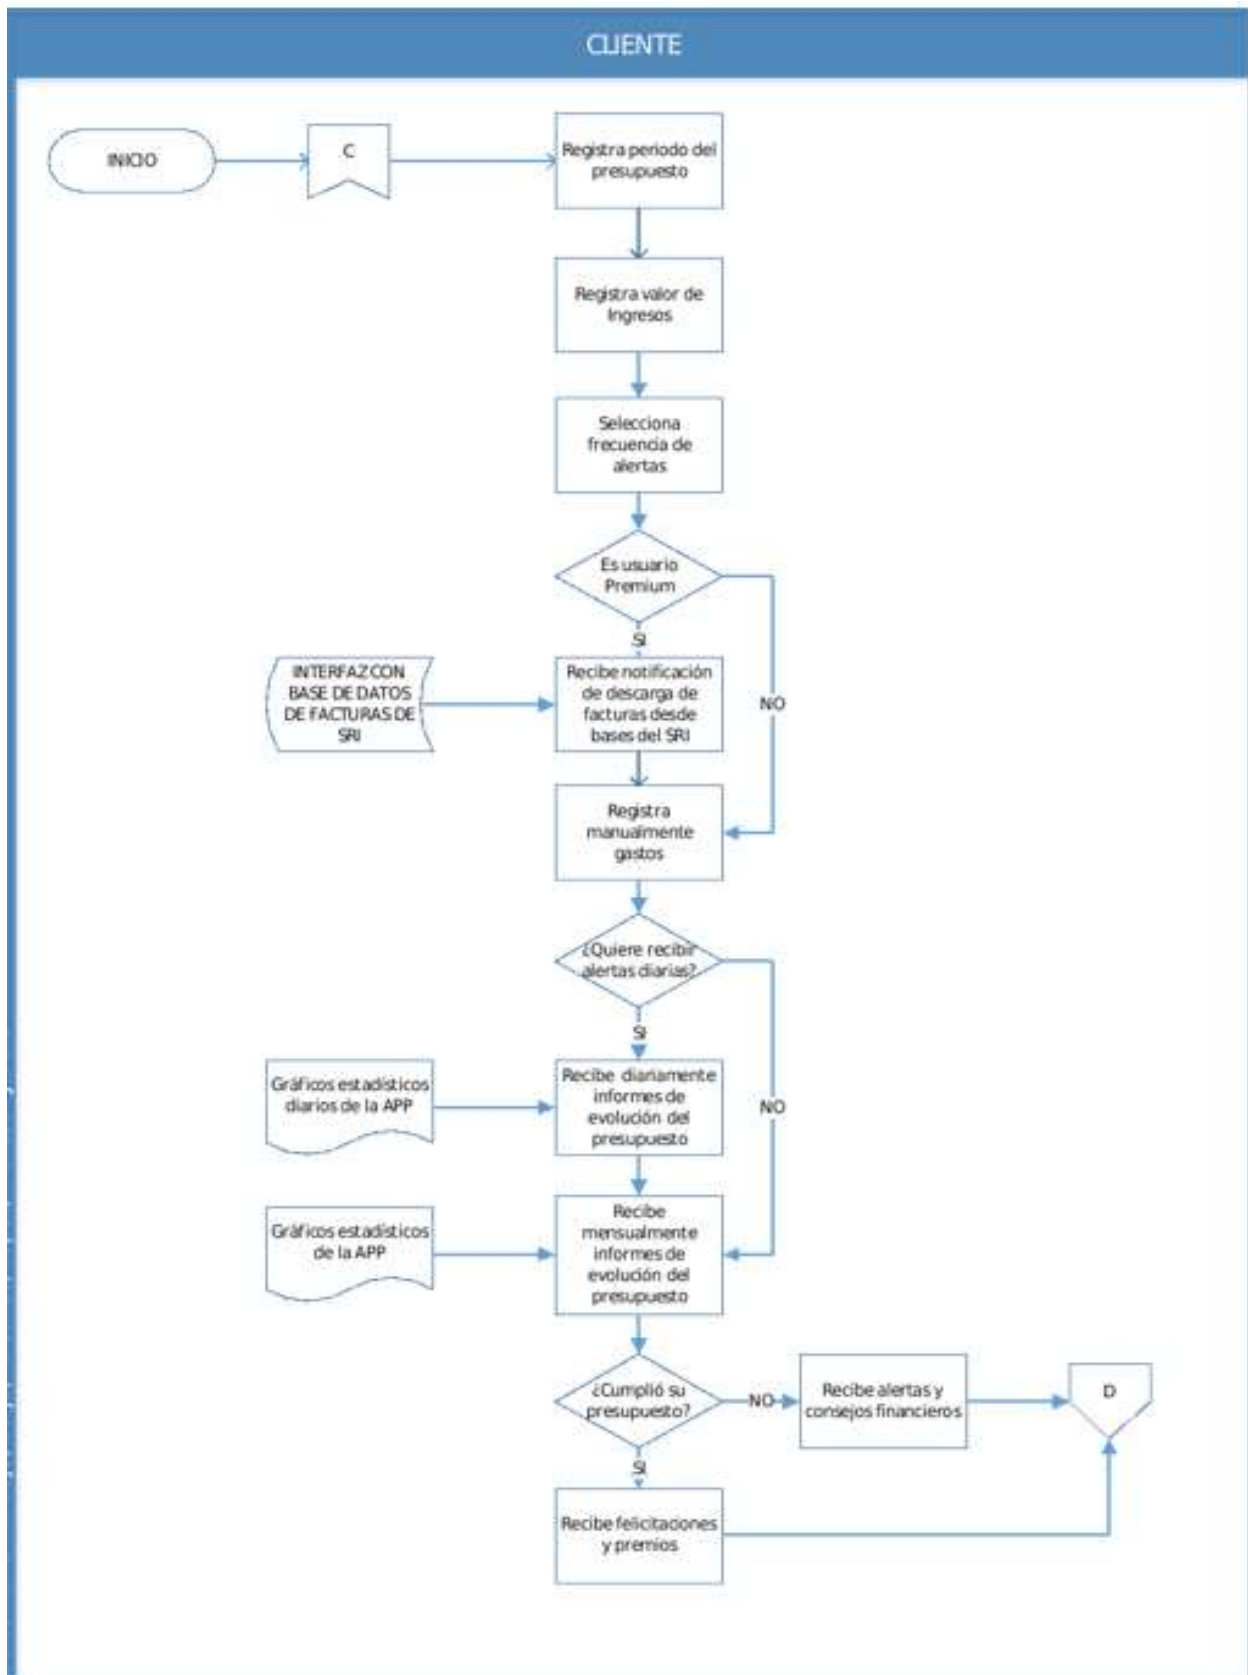 CLIENTE
INICIO
C
Registra periodo del
presupuesto
Registra valor de
Ingresos
Selecciona
frecuencia de
alertas
Es usuario
Premium
SI
NO
INTERFAZ CON
BASE DE DATOS
DE FACTURAS DE
SRI
Recibe notificación
de descarga de
facturas desde
bases del SRI
Registra
manualmente
gastos
¿Quiere recibir
alertas diarias?
SI
NO
Gráficos estadísticos
diarios de la APP
Recibe diariamente
informes de
evolución del
presupuesto
Gráficos estadísticos
de la APP
Recibe
mensualmente
informes de
evolución del
presupuesto
¿Cumplió su
presupuesto?
NO
Recibe alertas y
consejos financieros
D
SI
Recibe felicitaciones
y premios